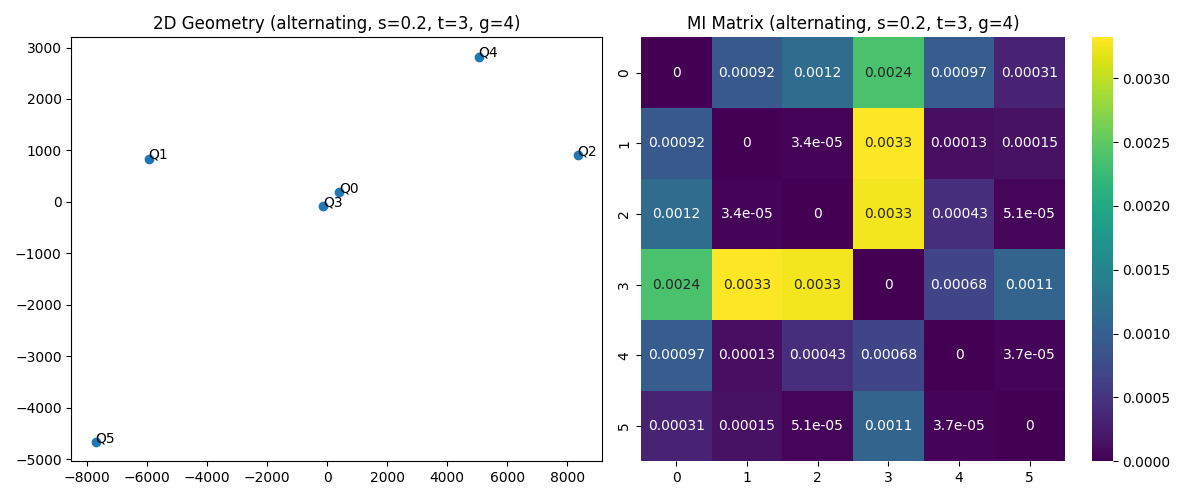 2D Geometry (alternating, s=0.2, t=3, g=4)
3000
2000
1000
0
−1000
−2000
−3000
−4000
−5000
−8000 −6000 −4000 −2000 0 2000 4000 6000 8000
Q4
Q1
Q2
Q0
Q3
Q5
MI Matrix (alternating, s=0.2, t=3, g=4)
0 0 0.00092 0.0012 0.0024 0.00097 0.00031
1 0.00092 0 3.4e-05 0.0033 0.00013 0.00015
2 0.0012 3.4e-05 0 0.0033 0.00043 5.1e-05
3 0.0024 0.0033 0.0033 0 0.00068 0.0011
4 0.00097 0.00013 0.00043 0.00068 0 3.7e-05
5 0.00031 0.00015 5.1e-05 0.0011 3.7e-05 0
0 1 2 3 4 5
0.0030
0.0025
0.0020
0.0015
0.0010
0.0005
0.0000